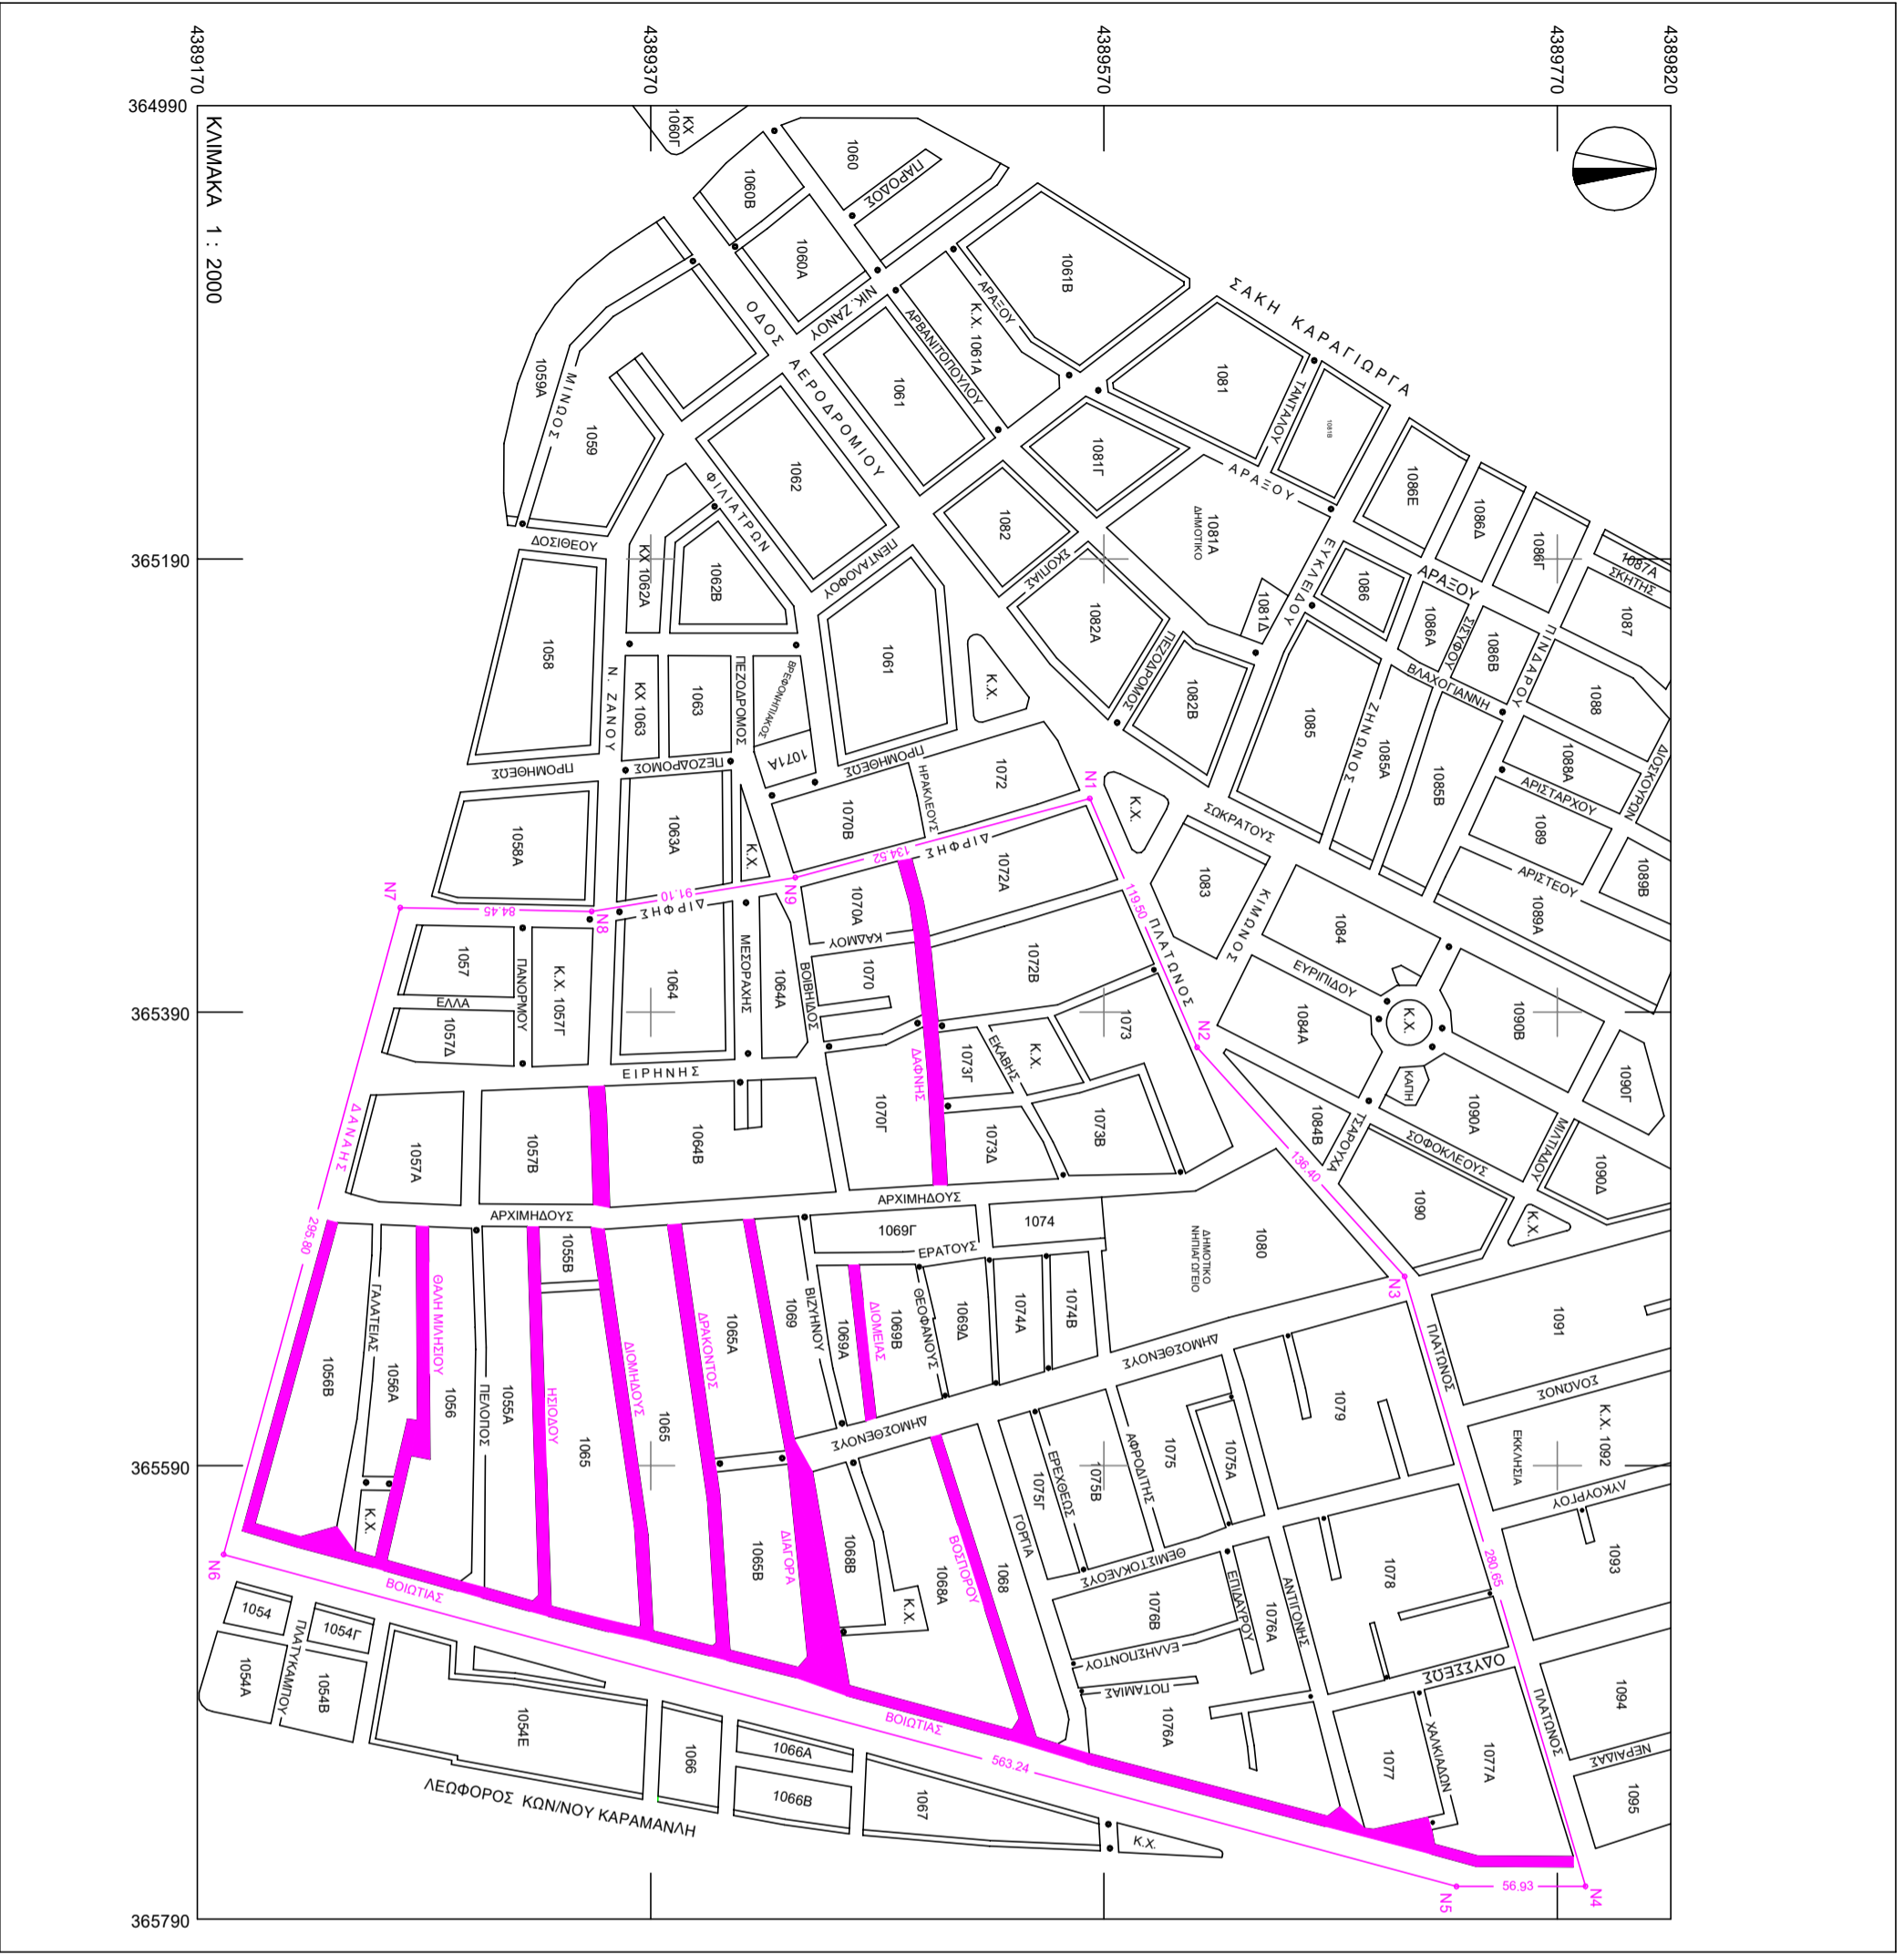 4389170
4389370
4389570
4389770
4389820
364990
365190
365390
365590
365790
ΚΛΙΜΑΚΑ 1 : 2000
ΚΧ
1060Γ
1060
ΠΑΡΟΔΟΣ
1060Β
1060Α
ΝΙΚ. ΖΑΝΟΥ
ΑΡΑΞΟΥ
1061Β
Κ.Χ. 1061Α
ΑΡΒΑΝΙΤΟΠΟΥΛΟΥ
ΣΑΚΗ ΚΑΡΑΓΙΩΡΓΑ
1081
ΤΑΝΤΑΛΟΥ
1081Β
1059Α
ΜΙΝΩΟΣ
1059
ΟΔΟΣ ΑΕΡΟΔΡΟΜΙΟΥ
1061
1062
ΦΙΛΙΑΤΡΩΝ
1081Γ
ΑΡΑΞΟΥ
1086Ε
1086Δ
1086Γ
1087Α
ΣΚΗΤΗΣ
1087
ΔΟΣΙΘΕΟΥ
ΚΧ 1062Α
1062Β
ΠΕΝΤΑΛΟΦΟΥ
1082
ΣΚΟΠΙΑΣ
1081Α
ΔΗΜΟΤΙΚΟ
1081Δ
ΕΥΚΛΕΙΔΟΥ
1086
ΑΡΑΞΟΥ
1086Α
ΣΙΣΥΦΟΥ
1086Β
ΒΛΑΧΟΓΙΑΝΝΗ
ΠΙΝΔΑΡΟΥ
1088
1058
Ν. ΖΑΝΟΥ
ΚΧ 1063
1063
ΠΕΖΟΔΡΟΜΟΣ
ΒΡΕΦΟΝΗΠΙΑΚΟΣ
1071Α
1061
Κ.Χ.
1082Α
ΠΕΖΟΔΡΟΜΟΣ
1082Β
1085
ΖΗΝΩΝΟΣ
1085Α
1085Β
1088Α
ΔΙΟΣΚΟΥΡΩΝ
ΑΡΙΣΤΑΡΧΟΥ
1089
1089Β
ΑΡΙΣΤΕΟΥ
1089Α
ΠΡΟΜΗΘΕΩΣ
ΠΕΖΟΔΡΟΜΟΣ
ΠΡΟΜΗΘΕΩΣ
1058Α
1063Α
Κ.Χ.
1070Β
ΗΡΑΚΛΕΟΥΣ
1072
N1
Κ.Χ.
ΣΩΚΡΑΤΟΥΣ
1083
ΚΙΜΩΝΟΣ
1084
134.52
ΔΙΡΦΗΣ
1072Α
119.50
ΠΛΑΤΩΝΟΣ
N7
84.45
N8
91.10
ΔΙΡΦΗΣ
N9
1070Α
ΚΑΔΜΟΥ
1057
ΠΑΝΟΡΜΟΥ
Κ.Χ. 1057Γ
1064
ΜΕΣΟΡΑΧΗΣ
1064Α
ΒΟΙΒΗΙΔΟΣ
1070
1072Β
1073
N2
ΕΥΡΙΠΙΔΟΥ
1084Α
Κ.Χ.
1090Β
1090Γ
ΕΛΛΑ
1057Δ
ΕΙΡΗΝΗΣ
ΔΑΦΝΗΣ
1073Γ
ΕΚΑΒΗΣ
Κ.Χ.
ΚΑΠΗ
1090Α
ΔΑΝΑΗΣ
1057Α
1057Β
1064Β
1070Γ
1073Δ
1073Β
1084Β
136.40
ΤΣΑΡΟΥΧΑ
ΣΟΦΟΚΛΕΟΥΣ
ΜΙΛΤΙΑΔΟΥ
1090Δ
1090
Κ.Χ.
ΑΡΧΙΜΗΔΟΥΣ
ΑΡΧΙΜΗΔΟΥΣ
295.80
1055Β
1069Γ
1074
ΕΡΑΤΟΥΣ
ΔΗΜΟΤΙΚΟ
ΝΗΠΙΑΓΩΓΕΙΟ
1080
N3
1056Β
ΓΑΛΑΤΕΙΑΣ
1056Α
ΘΑΛΗ ΜΙΛΗΣΙΟΥ
1056
ΠΕΛΟΠΟΣ
1055Α
ΗΣΙΟΔΟΥ
1065
ΔΙΟΜΗΔΟΥΣ
1065
ΔΡΑΚΟΝΤΟΣ
1065Α
1069
ΒΙΖΥΗΝΟΥ
1069Α
ΔΙΟΜΕΙΑΣ
1069Β
ΘΕΟΦΑΝΟΥΣ
1069Δ
1074Α
1074Β
ΔΗΜΟΣΘΕΝΟΥΣ
1079
ΠΛΑΤΩΝΟΣ
1091
ΣΟΛΩΝΟΣ
Κ.Χ. 1092
ΕΚΚΛΗΣΙΑ
ΛΥΚΟΥΡΓΟΥ
ΔΗΜΟΣΘΕΝΟΥΣ
Κ.Χ.
1065Β
ΔΙΑΓΟΡΑ
1068Β
1068Α
Κ.Χ.
ΒΟΣΠΟΡΟΥ
1068
ΓΟΡΓΙΑ
1075Γ
ΕΡΕΧΘΕΩΣ
1075Β
ΑΦΡΟΔΙΤΗΣ
1075
1075Α
ΘΕΜΙΣΤΟΚΛΕΟΥΣ
1076Β
ΕΠΙΔΑΥΡΟΥ
1076Α
ΑΝΤΙΓΟΝΗΣ
1078
280.65
1093
N6
ΒΟΙΩΤΙΑΣ
1054
ΠΛΑΤΥΚΑΜΠΟΥ
1054Γ
1054Α
1054Β
1054Ε
ΕΛΛΗΣΠΟΝΤΟΥ
ΠΟΤΑΜΙΑΣ
1076Α
ΟΔΥΣΣΕΩΣ
ΠΛΑΤΩΝΟΣ
1094
ΝΕΡΑΙΔΑΣ
1095
ΒΟΙΩΤΙΑΣ
563.24
1066
1066Α
1066Β
1067
Κ.Χ.
1077
ΧΑΛΚΙΑΔΩΝ
1077Α
ΛΕΩΦΟΡΟΣ ΚΩΝ/ΝΟΥ ΚΑΡΑΜΑΝΛΗ
N5
56.93
N4